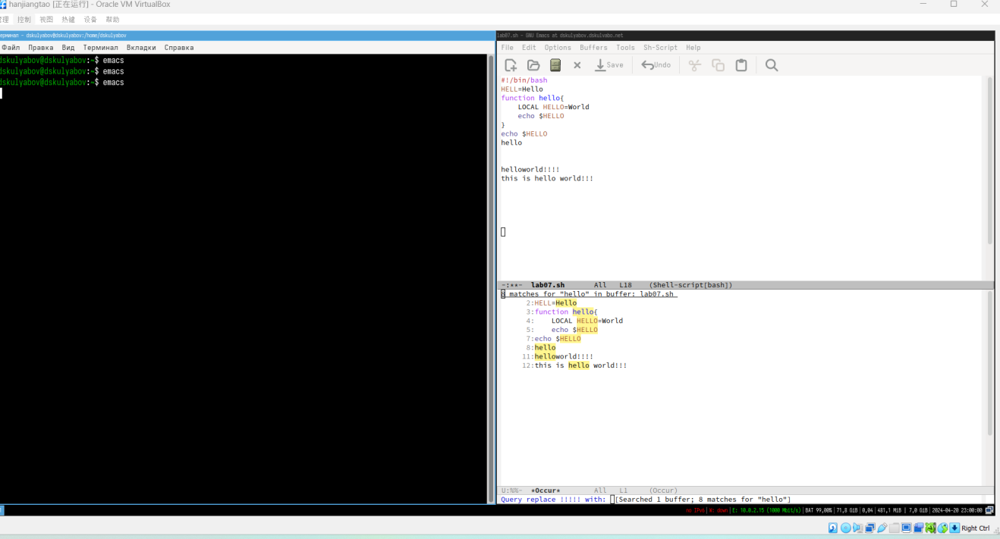 hanjiangtao [正在运行] - Oracle VM VirtualBox
管理 控制 视图 热键 设备 帮助
ерминал - dskulyabov@dskulyabov:/home/dskulyabov
Файл Правка Вид Терминал Вкладки Справка
dskulyabov@dskulyabov:~$ emacs
dskulyabov@dskulyabov:~$ emacs
dskulyabov@dskulyabov:~$ emacs
lab07.sh - GNU Emacs at dskulyabov.dskulyabo.net
File Edit Options Buffers Tools Sh-Script Help
Save Undo
#!/bin/bash
HELL=Hello
function hello{
    LOCAL HELLO=World
    echo $HELLO
}
echo $HELLO
hello
helloworld!!!!
this is hello world!!!
-:**-  lab07.sh       All   L18    (Shell-script[bash])
8 matches for "hello" in buffer: lab07.sh
      2:HELL=Hello
      3:function hello{
      4:    LOCAL HELLO=World
      5:    echo $HELLO
      7:echo $HELLO
      8:hello
     11:helloworld!!!!
     12:this is hello world!!!
U:%%-  *Occur*        All   L1     (Occur)
Query replace !!!!! with: [Searched 1 buffer; 8 matches for "hello"]
no IPv6|W: down|E: 10.0.2.15 (1000 Mbit/s)|BAT 99,00%|71,8 GiB|0,04|481,1 MiB | 7,0 GiB|2024-04-20 23:00:00
Right Ctrl